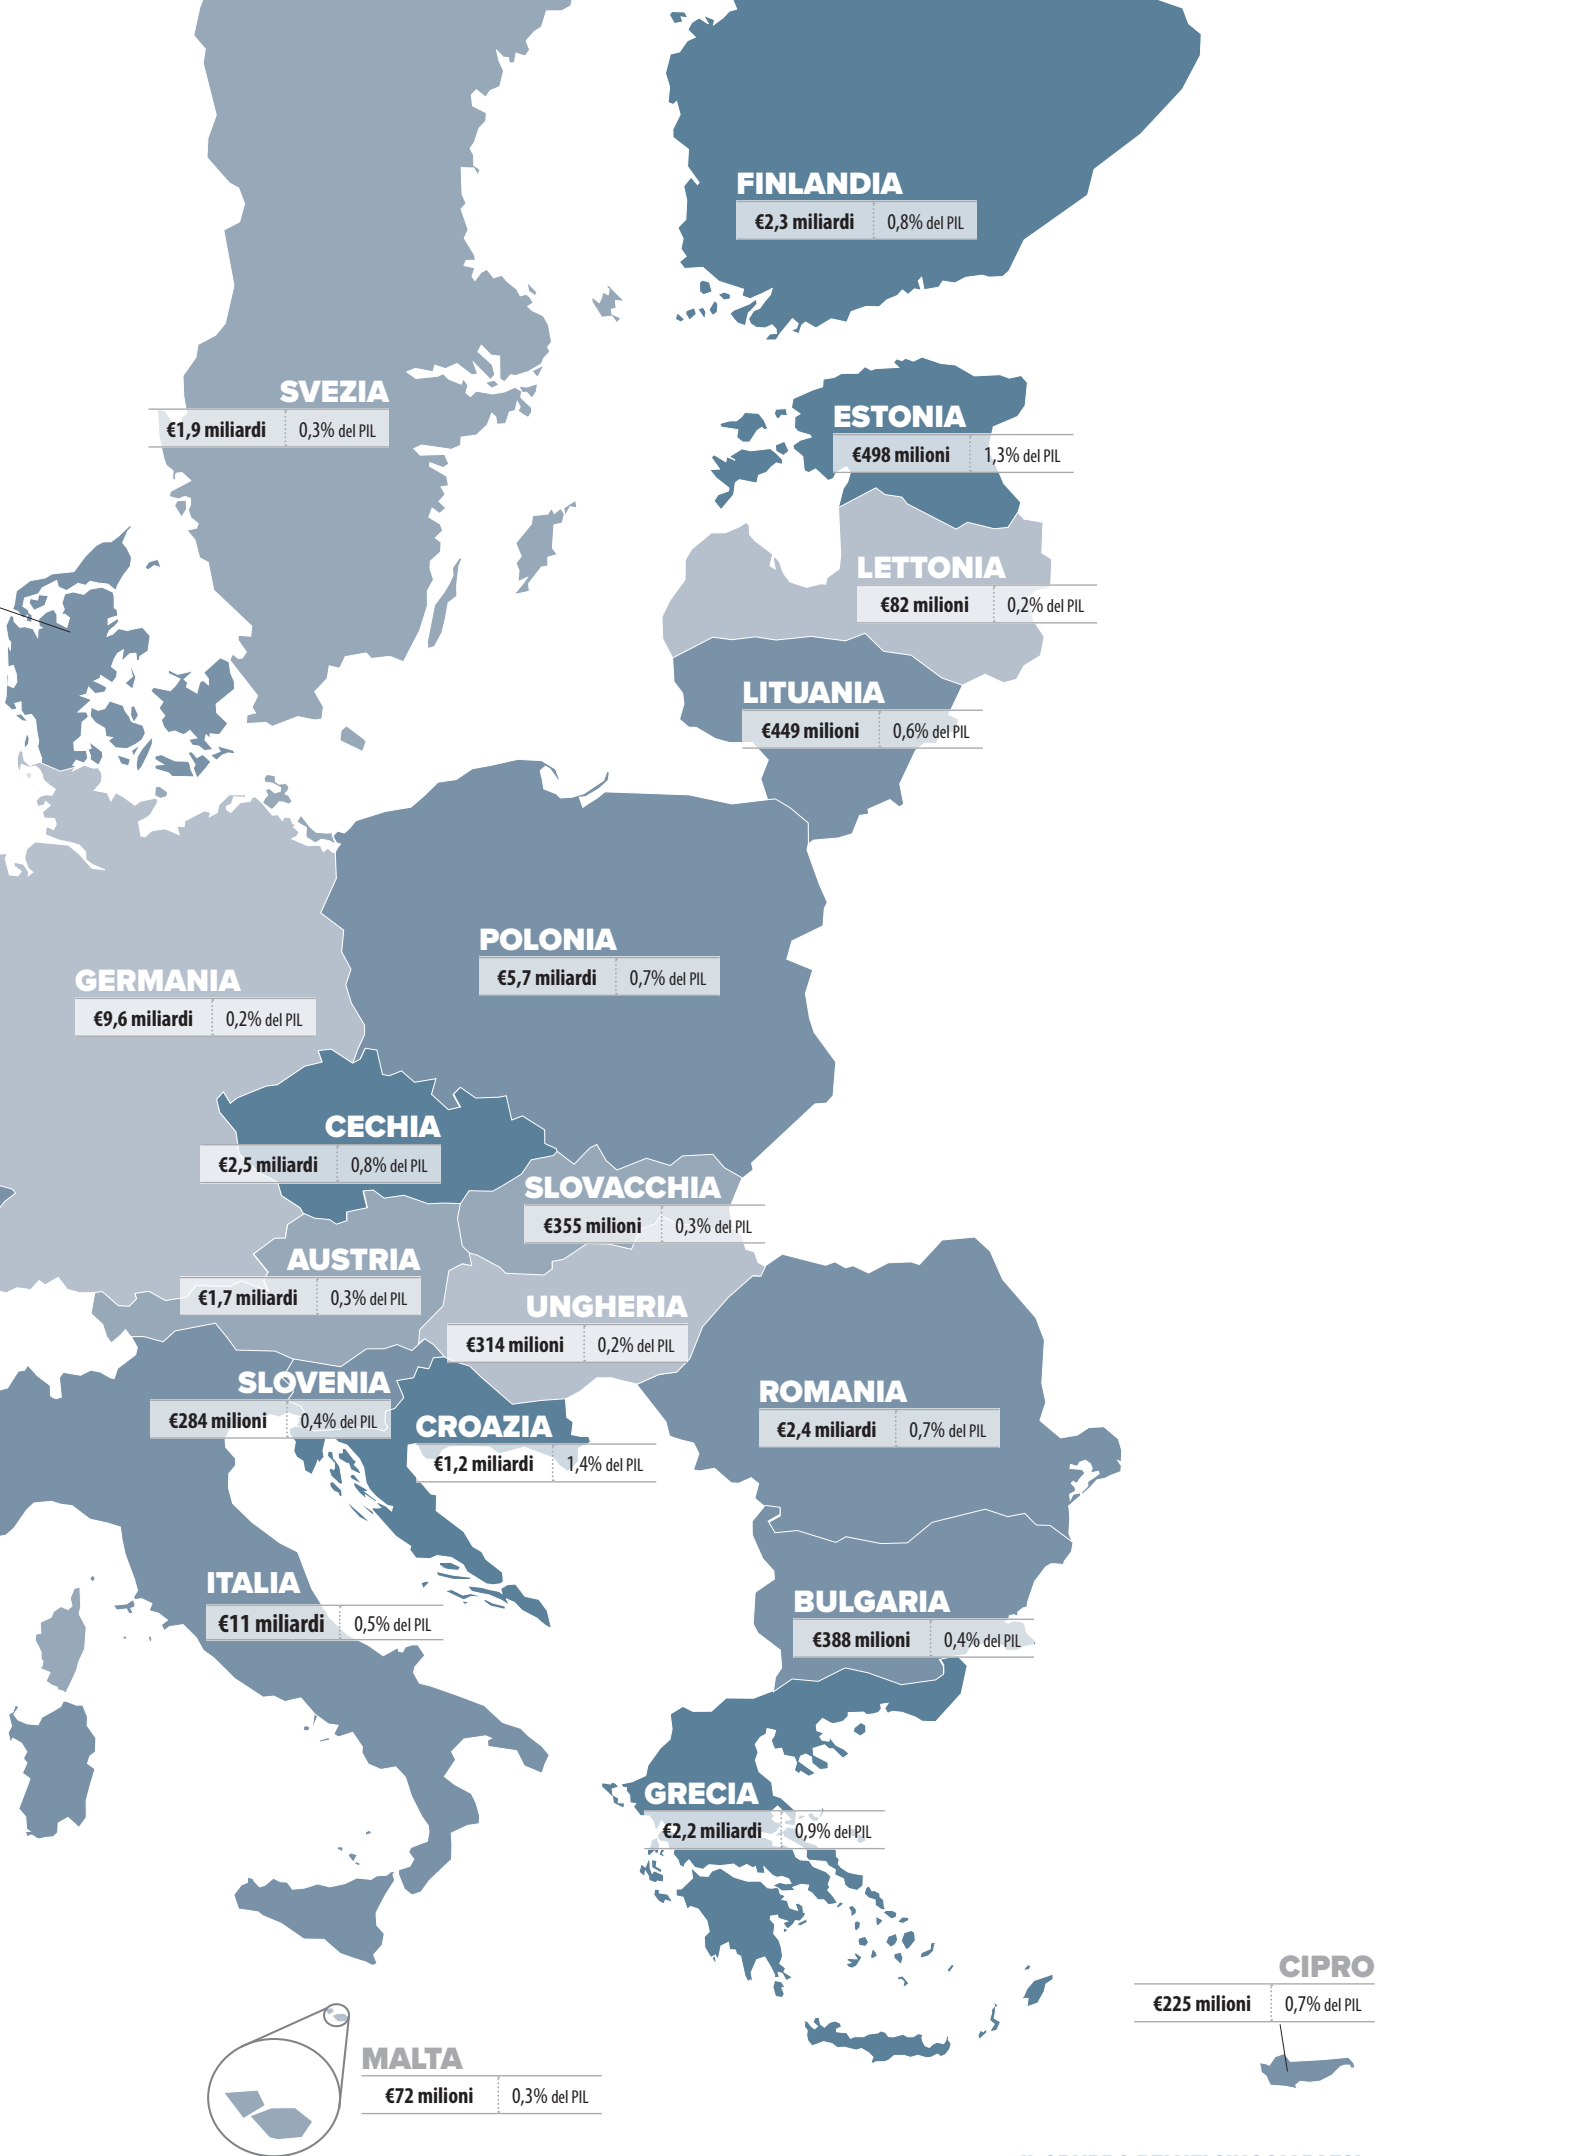 FINLANDIA
€2,3 miliardi 0,8% del PIL
SVEZIA
€1,9 miliardi 0,3% del PIL
ESTONIA
€498 milioni 1,3% del PIL
LETTONIA
€82 milioni 0,2% del PIL
LITUANIA
€449 milioni 0,6% del PIL
POLONIA
€5,7 miliardi 0,7% del PIL
GERMANIA
€9,6 miliardi 0,2% del PIL
CECHIA
€2,5 miliardi 0,8% del PIL
SLOVACCHIA
€355 milioni 0,3% del PIL
AUSTRIA
€1,7 miliardi 0,3% del PIL
UNGHERIA
€314 milioni 0,2% del PIL
SLOVENIA
€284 milioni 0,4% del PIL
ROMANIA
€2,4 miliardi 0,7% del PIL
CROAZIA
€1,2 miliardi 1,4% del PIL
ITALIA
€11 miliardi 0,5% del PIL
BULGARIA
€388 milioni 0,4% del PIL
GRECIA
€2,2 miliardi 0,9% del PIL
CIPRO
€225 milioni 0,7% del PIL
MALTA
€72 milioni 0,3% del PIL